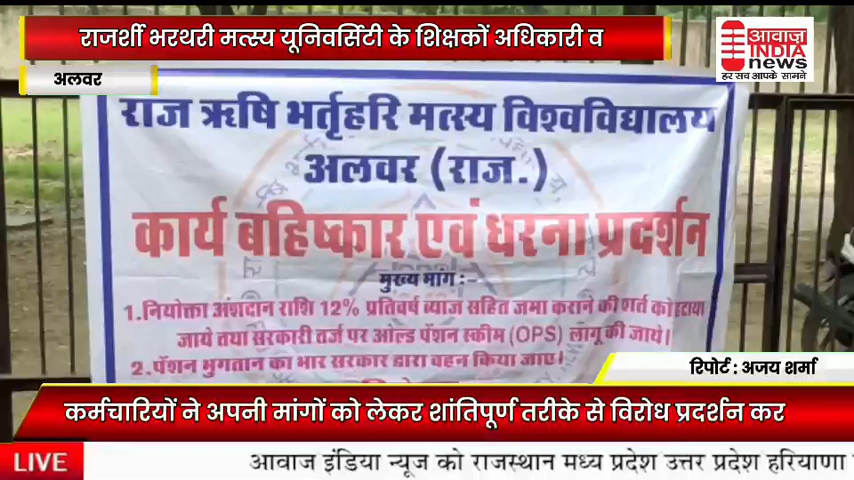 राजर्शी भरथरी मत्स्य यूनिवर्सिटी के शिक्षकों अधिकारी व
आवाज़
INDIA
news
हर सच आपके सामने
अलवर
राज ऋषि भर्तृहरि मत्स्य विश्वविद्यालय
अलवर (राज.)
कार्य बहिष्कार एवं धरना प्रदर्शन
मुख्य माग :-
1.नियोक्ता अंशदान राशि 12% प्रतिवर्ष ब्याज सहित जमा कराने की शर्त को हटाया
जाये तथा सरकारी तर्ज पर ओल्ड पेंशन स्कीम (OPS) लागू की जाये।
2.पेंशन भुगतान का भार सरकार द्वारा वहन किया जाए।
रिपोर्ट : अजय शर्मा
कर्मचारियों ने अपनी मांगों को लेकर शांतिपूर्ण तरीके से विरोध प्रदर्शन कर
LIVE
आवाज इंडिया न्यूज को राजस्थान मध्य प्रदेश उत्तर प्रदेश हरियाणा